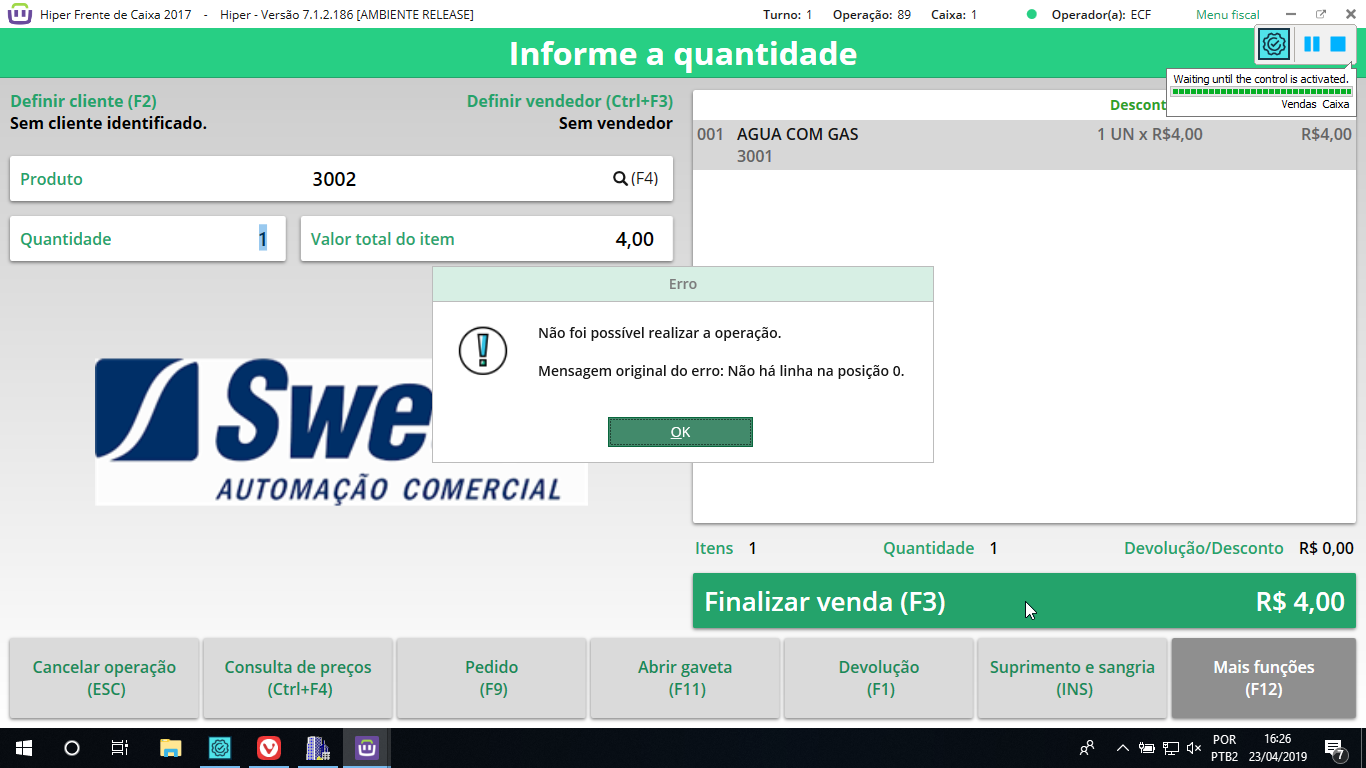 Hiper Frente de Caixa 2017 - Hiper - Versão 7.1.2.186 [AMBIENTE RELEASE] Turno: 1 Operação: 89 Caixa: 1 Operador(a): ECF Menu fiscal
Informe a quantidade
Waiting until the control is activated.
Vendas Caixa
Definir cliente (F2) Definir vendedor (Ctrl+F3)
Sem cliente identificado. Sem vendedor
Produto 3002 (F4)
Quantidade 1 Valor total do item 4,00
Descont
001 AGUA COM GAS 1 UN x R$4,00 R$4,00
3001
Erro
Não foi possível realizar a operação.
Mensagem original do erro: Não há linha na posição 0.
OK
AUTOMAÇÃO COMERCIAL
Itens 1 Quantidade 1 Devolução/Desconto R$ 0,00
Finalizar venda (F3) R$ 4,00
Cancelar operação (ESC)
Consulta de preços (Ctrl+F4)
Pedido (F9)
Abrir gaveta (F11)
Devolução (F1)
Suprimento e sangria (INS)
Mais funções (F12)
POR 16:26
PTB2 23/04/2019 7